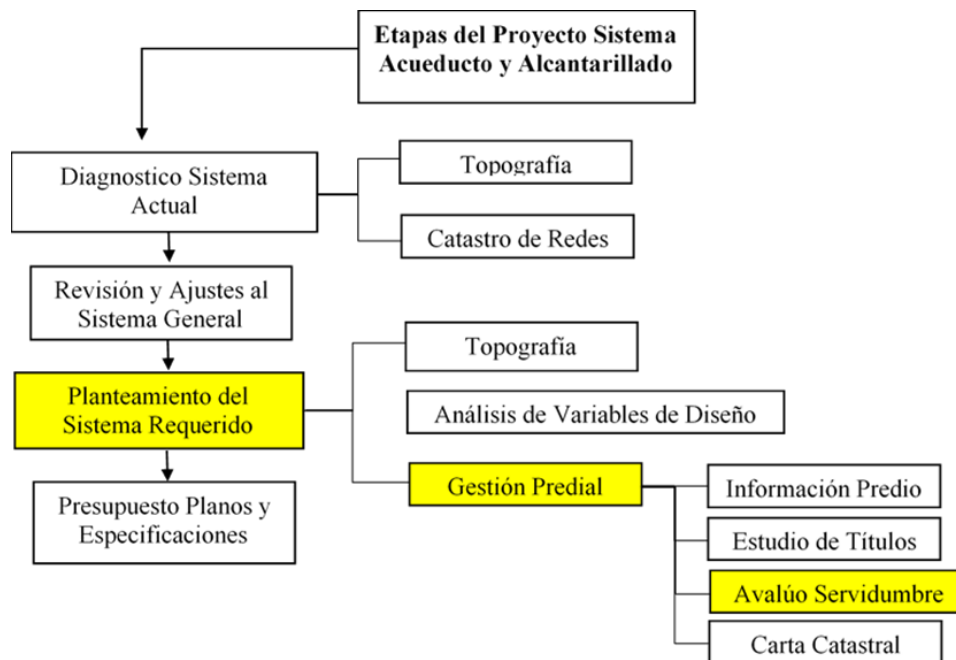 Etapas del Proyecto Sistema
Acueducto y Alcantarillado
Diagnostico Sistema
Actual
Topografía
Catastro de Redes
Revisión y Ajustes al
Sistema General
Planteamiento del
Sistema Requerido
Topografía
Análisis de Variables de Diseño
Gestión Predial
Información Predio
Estudio de Títulos
Avalúo Servidumbre
Carta Catastral
Presupuesto Planos y
Especificaciones